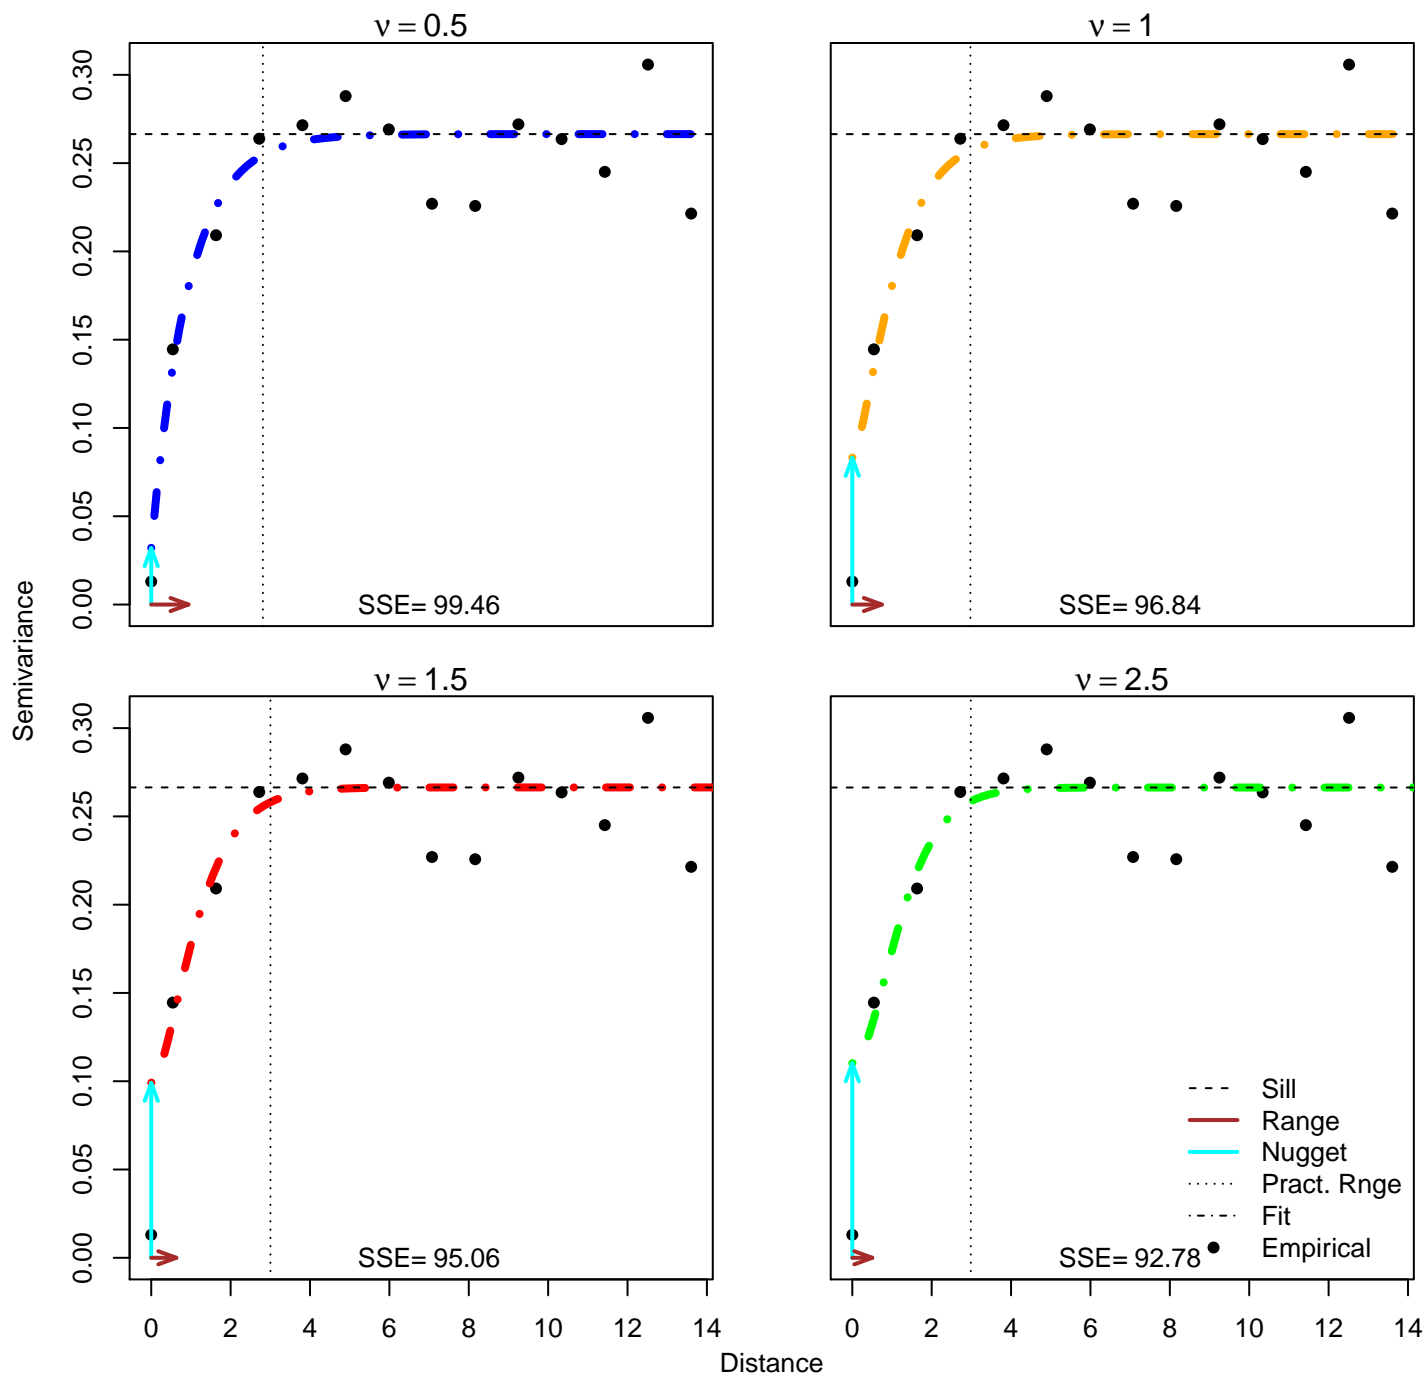 ν = 0.5
ν = 1
0.30
0.25
0.20
0.15
0.10
0.05
0.00
SSE= 99.46
SSE= 96.84
Semivariance
ν = 1.5
ν = 2.5
0.30
0.25
0.20
0.15
0.10
0.05
0.00
Sill
Range
Nugget
Pract. Rnge
Fit
Empirical
SSE= 95.06
SSE= 92.78
0 2 4 6 8 10 12 14
0 2 4 6 8 10 12 14
Distance